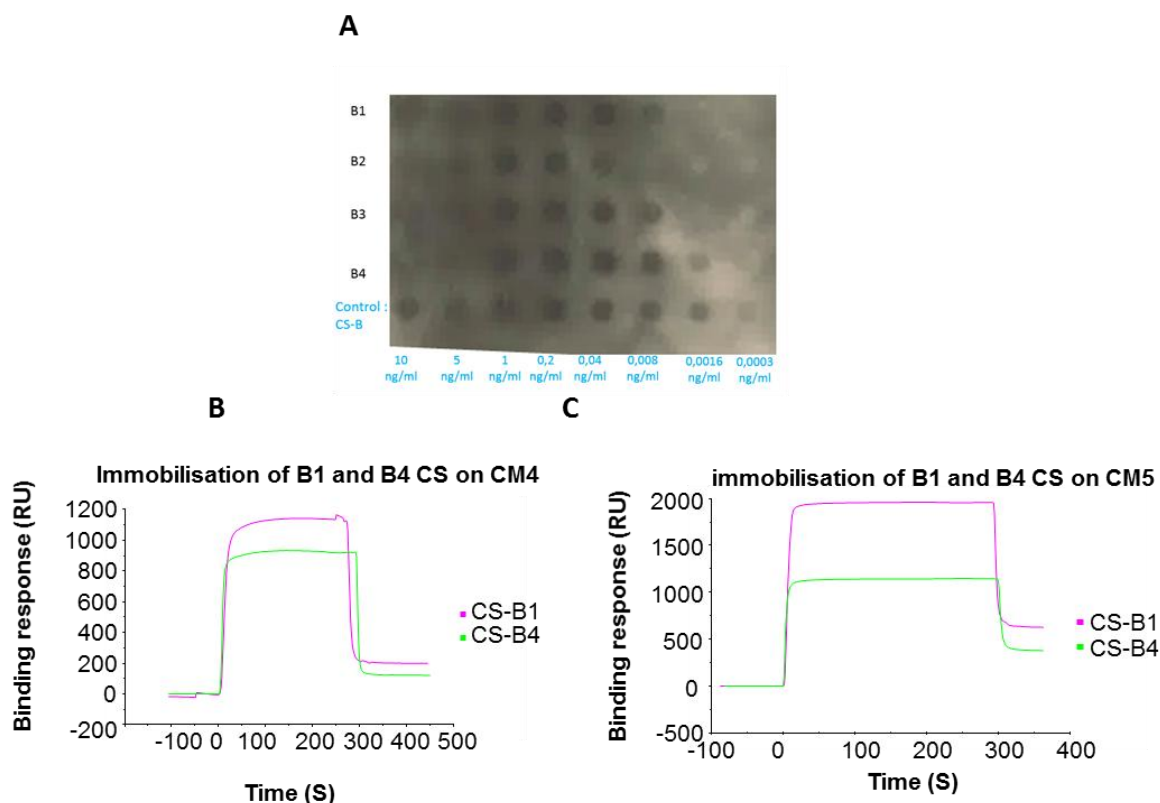 A
B1
B2
B3
B4
Control :
CS-B
10 5 1 0,2 0,04 0,008 0,0016 0,0003
ng/ml ng/ml ng/ml ng/ml ng/ml ng/ml ng/ml ng/ml
B
Immobilisation of B1 and B4 CS on CM4
Binding response (RU)
1200
1000
800
600
400
200
0
-200
-100 0 100 200 300 400 500
Time (S)
CS-B1
CS-B4
C
immobilisation of B1 and B4 CS on CM5
Binding response (RU)
2000
1500
1000
500
0
-500
-100 0 100 200 300 400
Time (S)
CS-B1
CS-B4